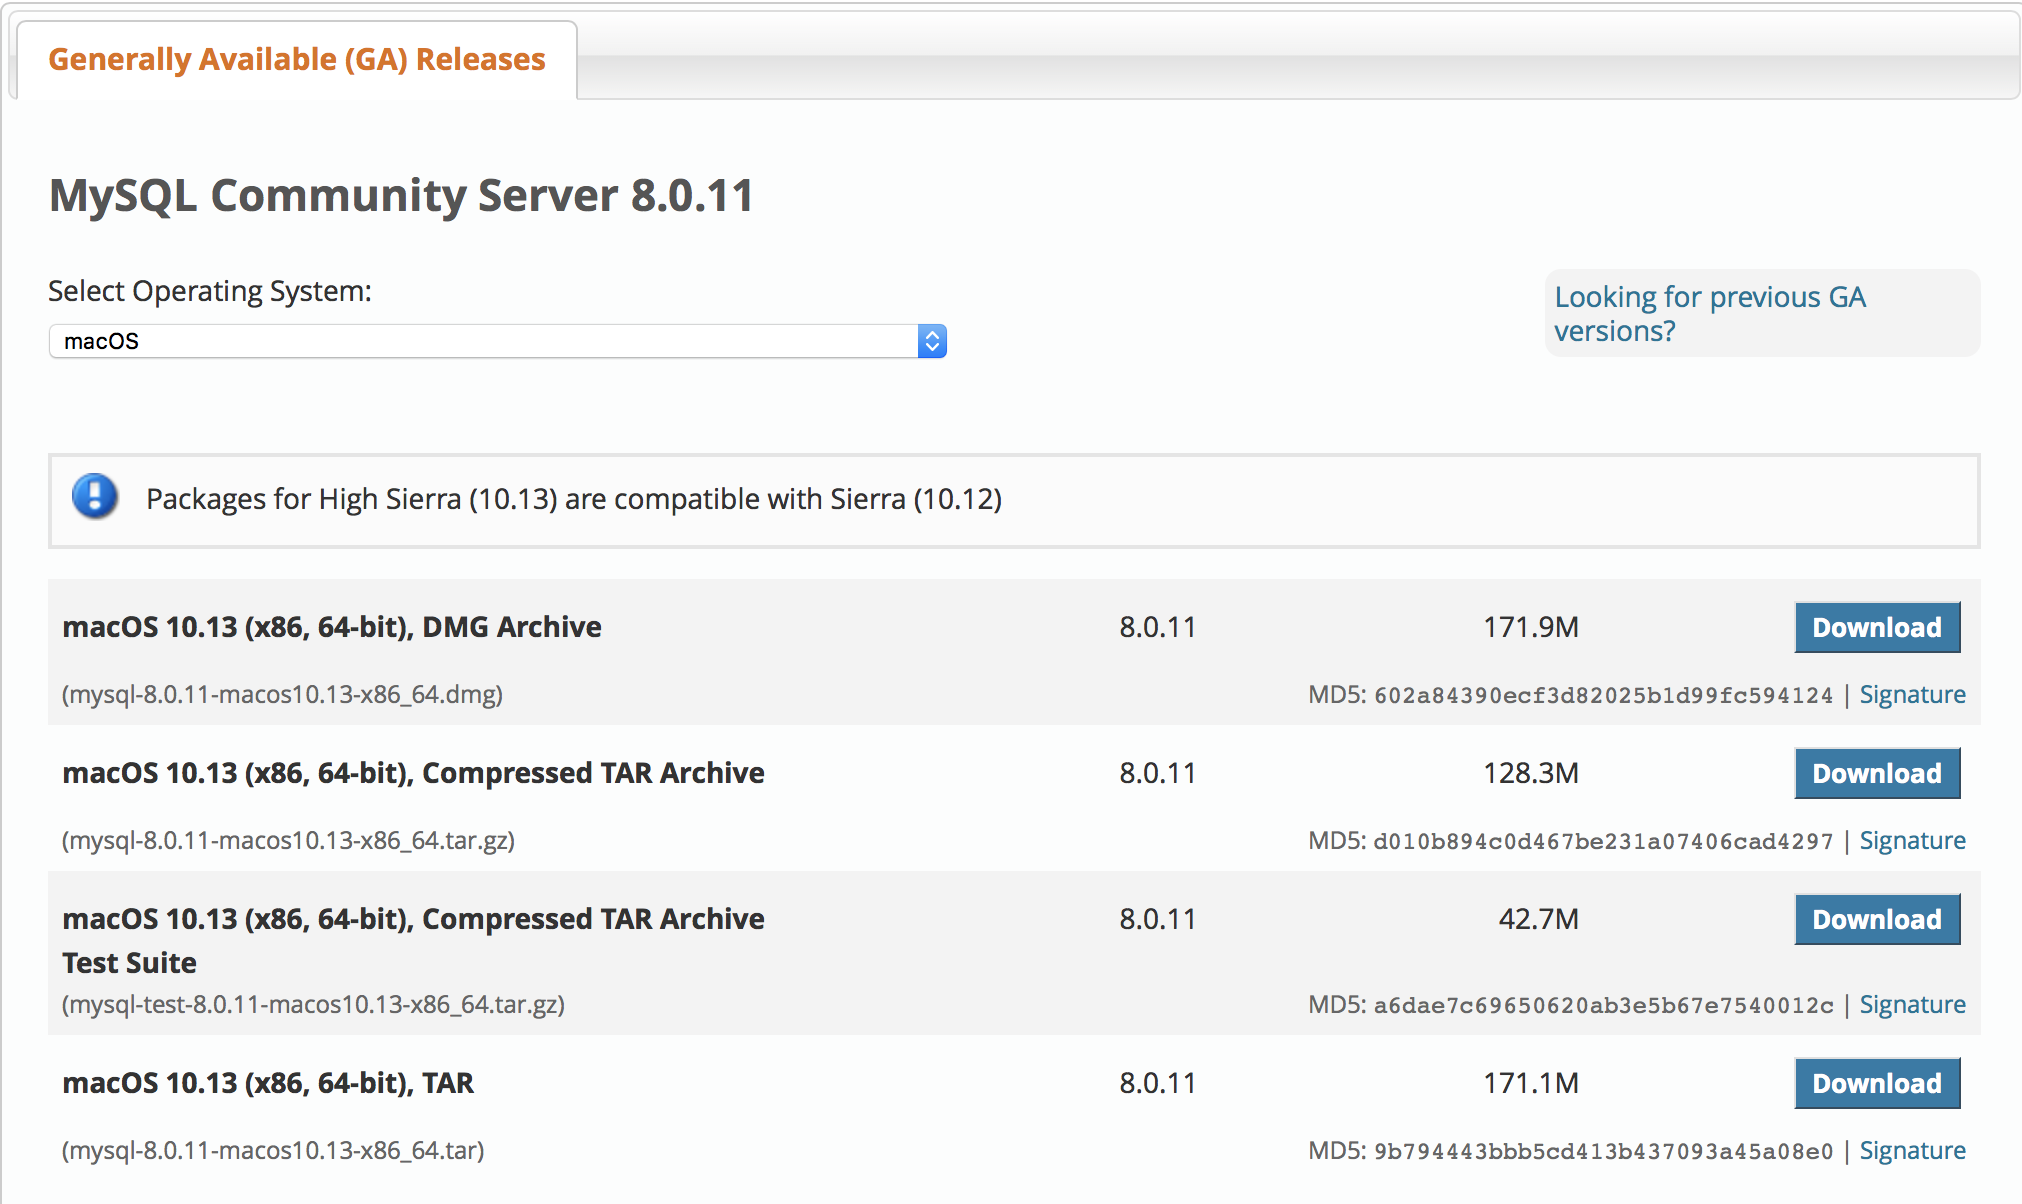 Generally Available (GA) Releases
MySQL Community Server 8.0.11
Select Operating System:
macOS
Looking for previous GA
versions?
Packages for High Sierra (10.13) are compatible with Sierra (10.12)
macOS 10.13 (x86, 64-bit), DMG Archive 8.0.11 171.9M Download
(mysql-8.0.11-macos10.13-x86_64.dmg) MD5: 602a84390ecf3d82025b1d99fc594124 | Signature
macOS 10.13 (x86, 64-bit), Compressed TAR Archive 8.0.11 128.3M Download
(mysql-8.0.11-macos10.13-x86_64.tar.gz) MD5: d010b894c0d467be231a07406cad4297 | Signature
macOS 10.13 (x86, 64-bit), Compressed TAR Archive 8.0.11 42.7M Download
Test Suite
(mysql-test-8.0.11-macos10.13-x86_64.tar.gz) MD5: a6dae7c69650620ab3e5b67e7540012c | Signature
macOS 10.13 (x86, 64-bit), TAR 8.0.11 171.1M Download
(mysql-8.0.11-macos10.13-x86_64.tar) MD5: 9b794443bbb5cd413b437093a45a08e0 | Signature